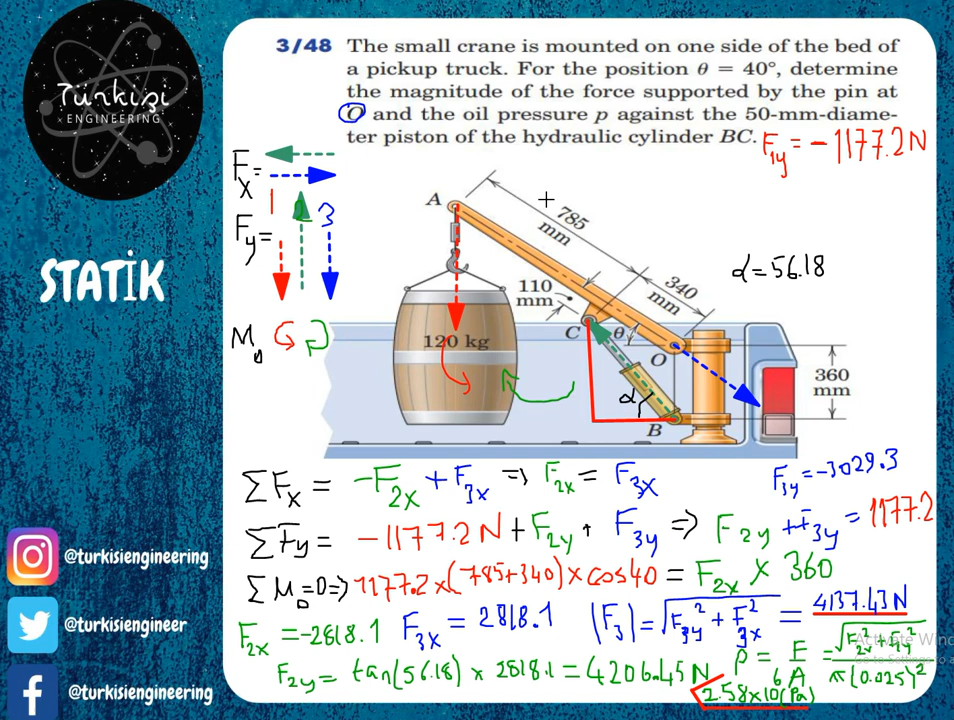 Türkişi
ENGINEERING
STATİK
@turkisiengineering
@turkisiengineer
@turkisiengineering
3/48 The small crane is mounted on one side of the bed of
a pickup truck. For the position θ = 40°, determine
the magnitude of the force supported by the pin at
O and the oil pressure p against the 50-mm-diame-
ter piston of the hydraulic cylinder BC.
F1y = -1177.2 N
Fx =
1 2 3
Fy =
M0
A
785
mm
+
α = 56.18
110
mm
340
mm
C
θ
O
120 kg
α
B
360
mm
F3y = -3029.3
ΣFx = -F2x + F3x => F2x = F3x
ΣFy = -1177.2 N + F2y + F3y => F2y + F3y = 1177.2
ΣM0 = 0 => 1177.2 x (785+340) x cos40 = F2x x 360
F2x = -2818.1 F3x = 2818.1 |F3| = √F3y² + F3x² = 4137.43 N
F2y = tan(56.18) x 2818.1 = 4206.45 N
P = F/A = √F2x² + F2y² / π(0.025)²
2.58x10⁶ (Pa)
Activate Wind